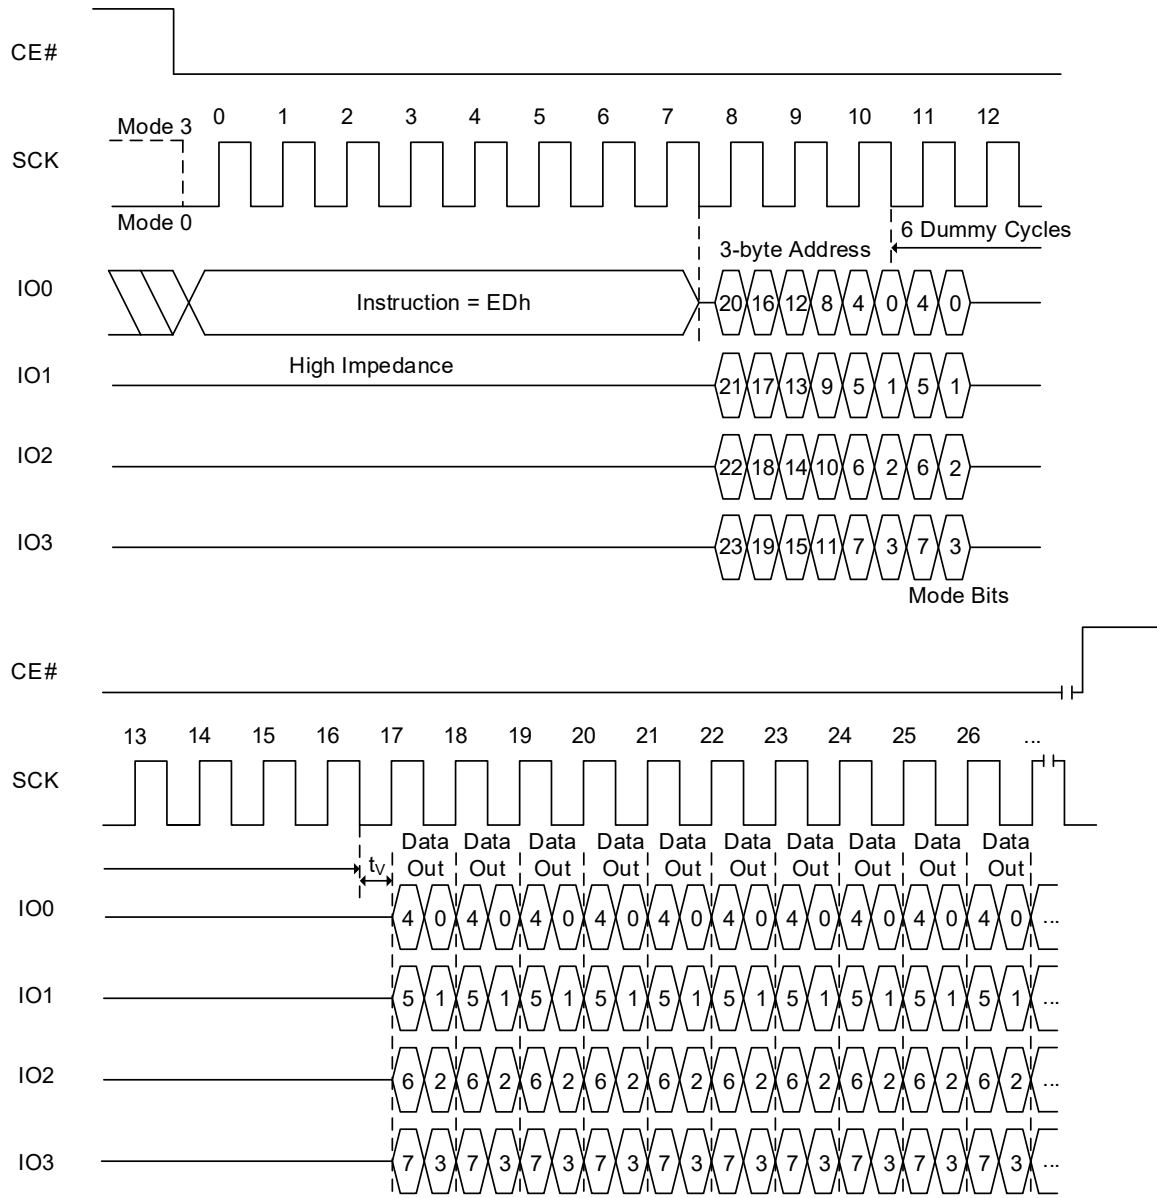 CE#
Mode 3 0 1 2 3 4 5 6 7 8 9 10 11 12
SCK
Mode 0
6 Dummy Cycles
3-byte Address
IO0 Instruction = EDh 20 16 12 8 4 0 4 0
High Impedance
IO1 21 17 13 9 5 1 5 1
IO2 22 18 14 10 6 2 6 2
IO3 23 19 15 11 7 3 7 3
Mode Bits
CE#
13 14 15 16 17 18 19 20 21 22 23 24 25 26 ...
SCK
Data Data Data Data Data Data Data Data Data Data
tV Out Out Out Out Out Out Out Out Out Out
IO0 4 0 4 0 4 0 4 0 4 0 4 0 4 0 4 0 4 0 4 0 ...
IO1 5 1 5 1 5 1 5 1 5 1 5 1 5 1 5 1 5 1 5 1 ...
IO2 6 2 6 2 6 2 6 2 6 2 6 2 6 2 6 2 6 2 6 2 ...
IO3 7 3 7 3 7 3 7 3 7 3 7 3 7 3 7 3 7 3 7 3 ...